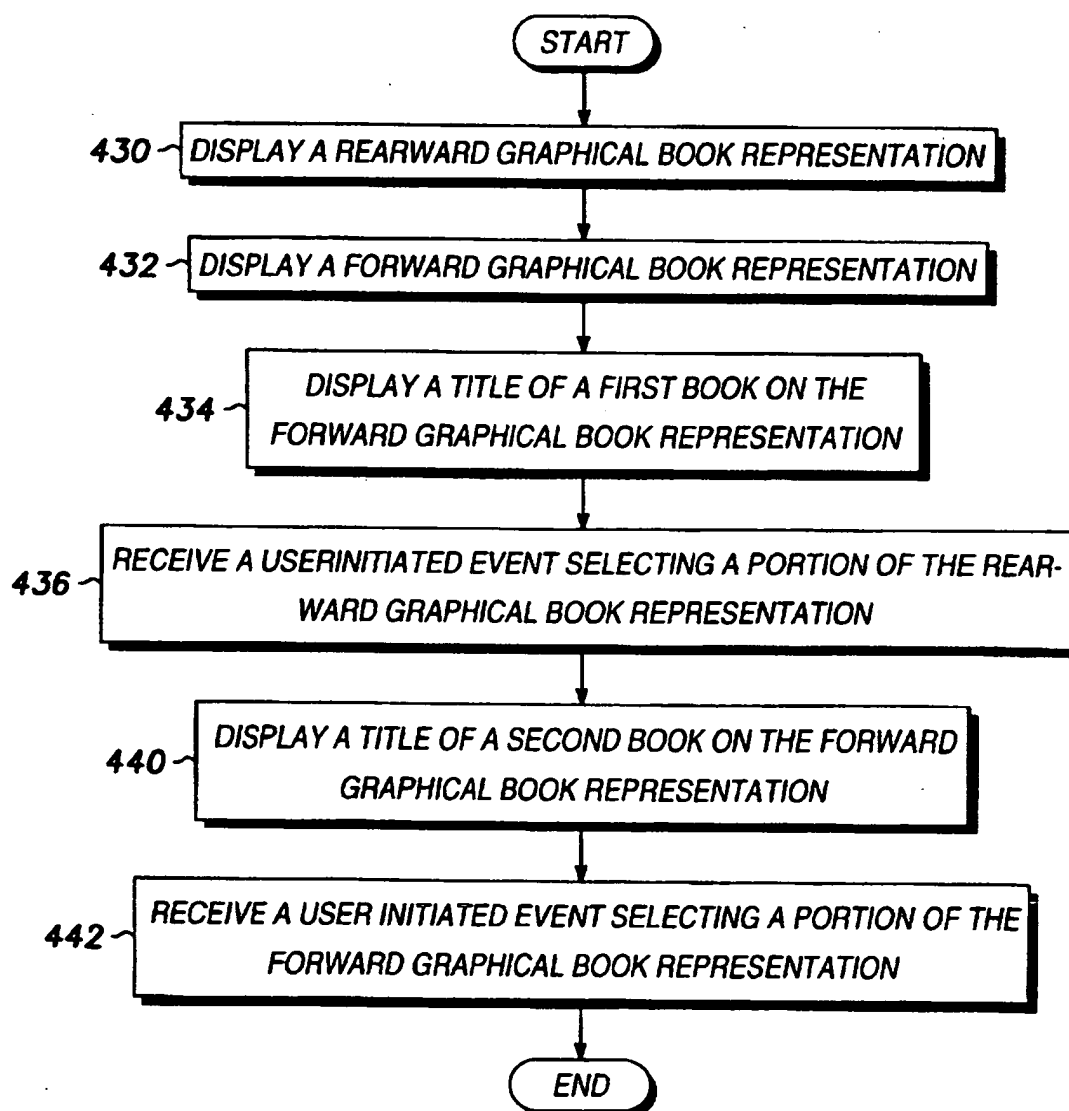 START
430 DISPLAY A REARWARD GRAPHICAL BOOK REPRESENTATION
432 DISPLAY A FORWARD GRAPHICAL BOOK REPRESENTATION
DISPLAY A TITLE OF A FIRST BOOK ON THE
434
FORWARD GRAPHICAL BOOK REPRESENTATION
RECEIVE A USERINITIATED EVENT SELECTING A PORTION OF THE REAR-
436
WARD GRAPHICAL BOOK REPRESENTATION
DISPLAY A TITLE OF A SECOND BOOK ON THE FORWARD
440
GRAPHICAL BOOK REPRESENTATION
RECEIVE A USER INITIATED EVENT SELECTING A PORTION OF THE
442
FORWARD GRAPHICAL BOOK REPRESENTATION
END